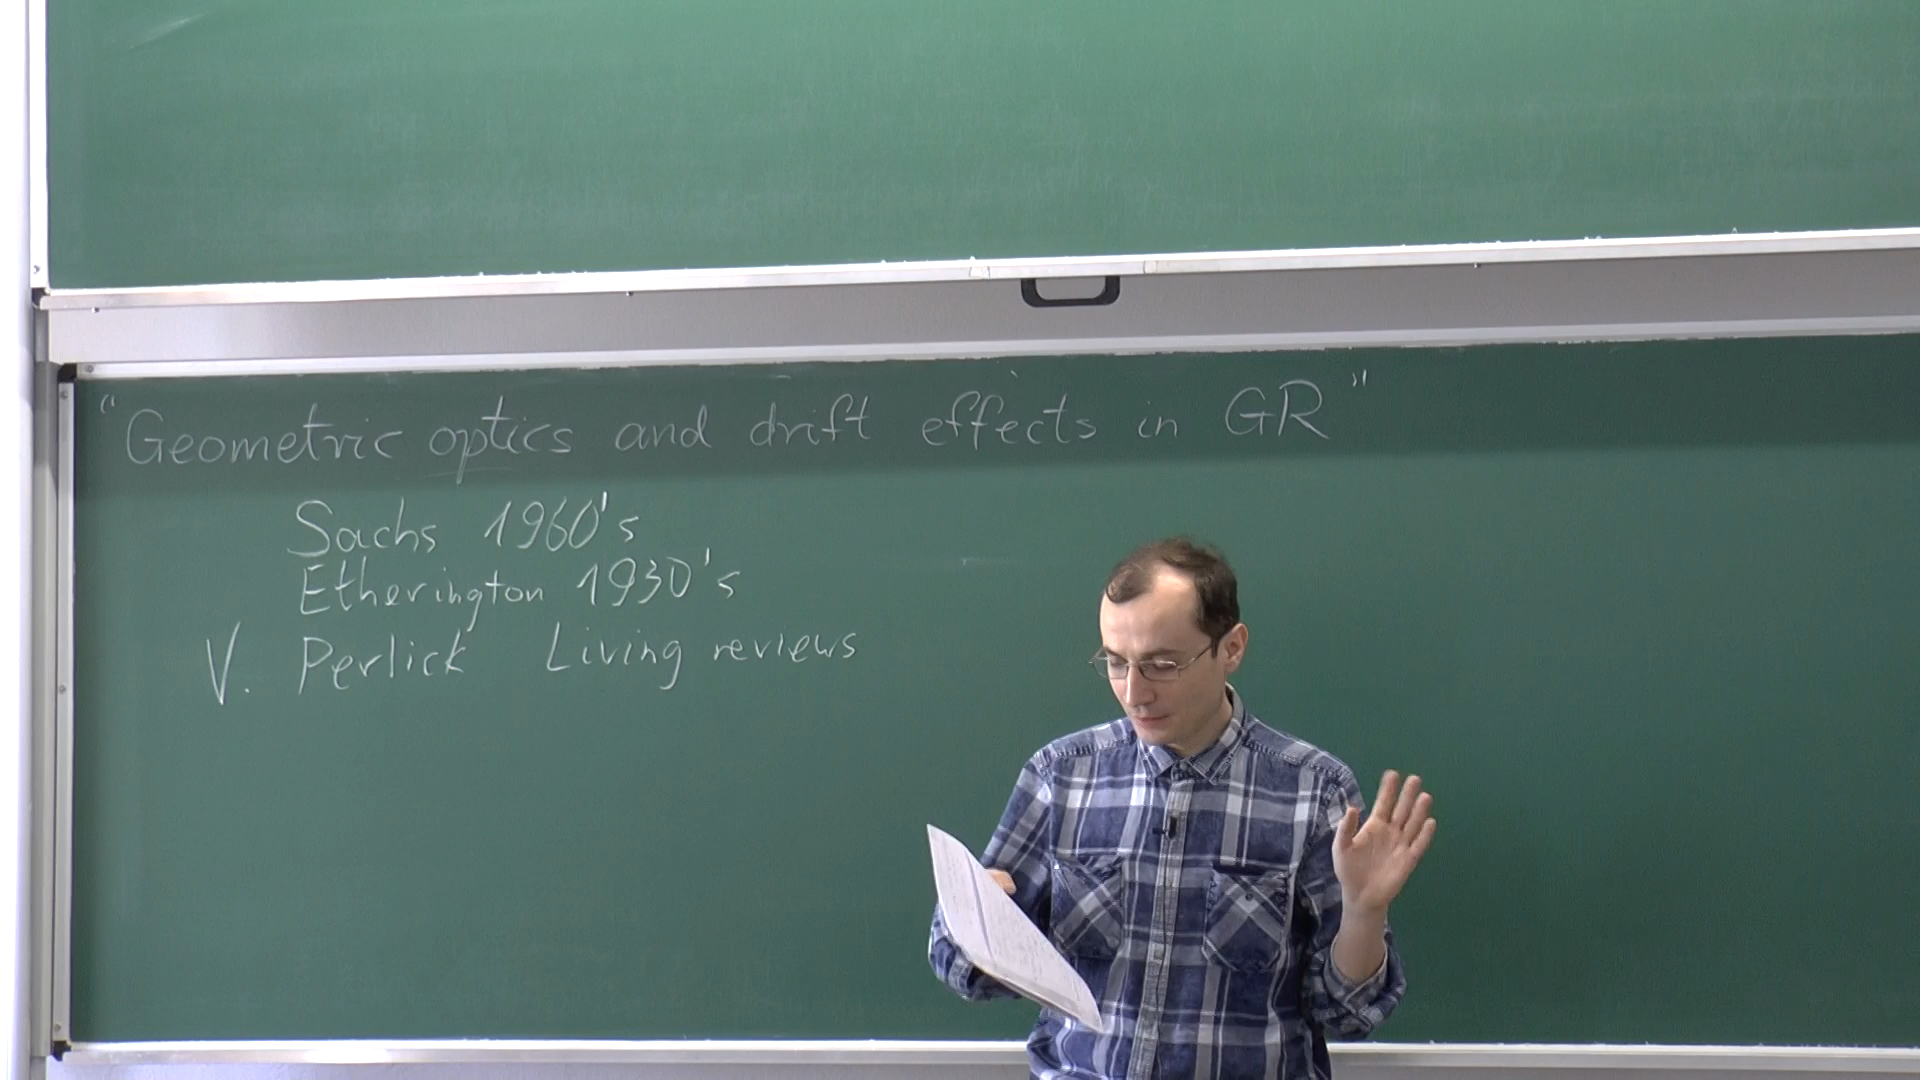 "Geometric optics and drift effects in GR"
Sachs 1960's
Etherington 1930's
V. Perlick Living reviews